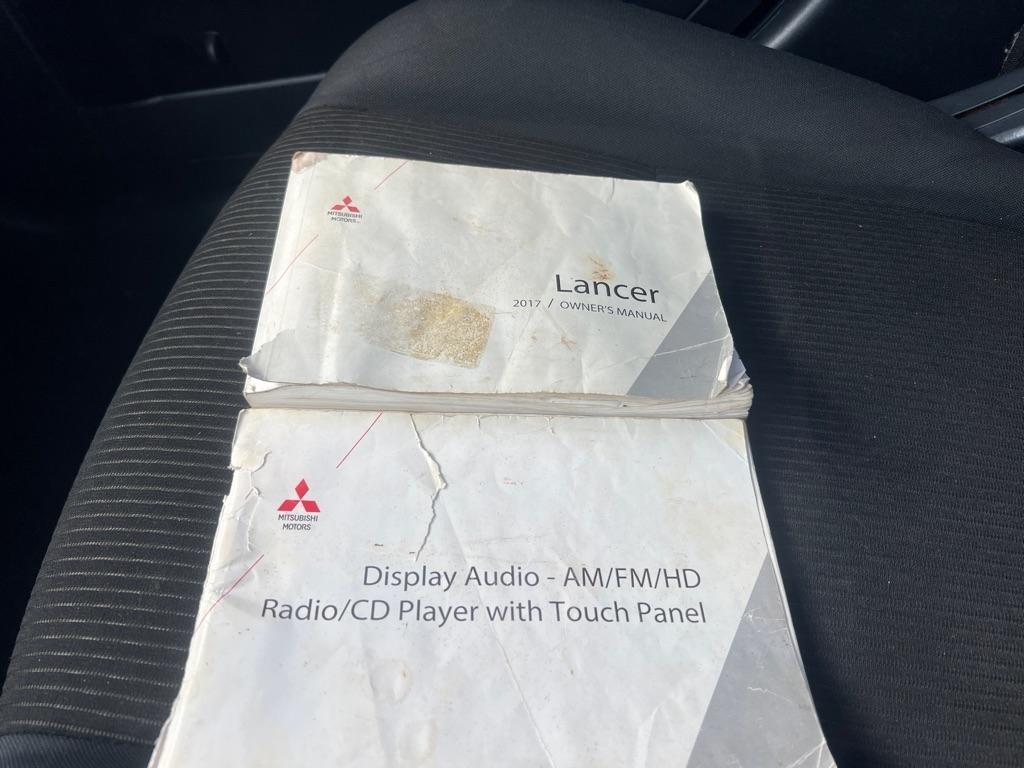 MITSUBISHI
MOTORS
Lancer
2017 / OWNER'S MANUAL
MITSUBISHI
MOTORS
Display Audio - AM/FM/HD
Radio/CD Player with Touch Panel